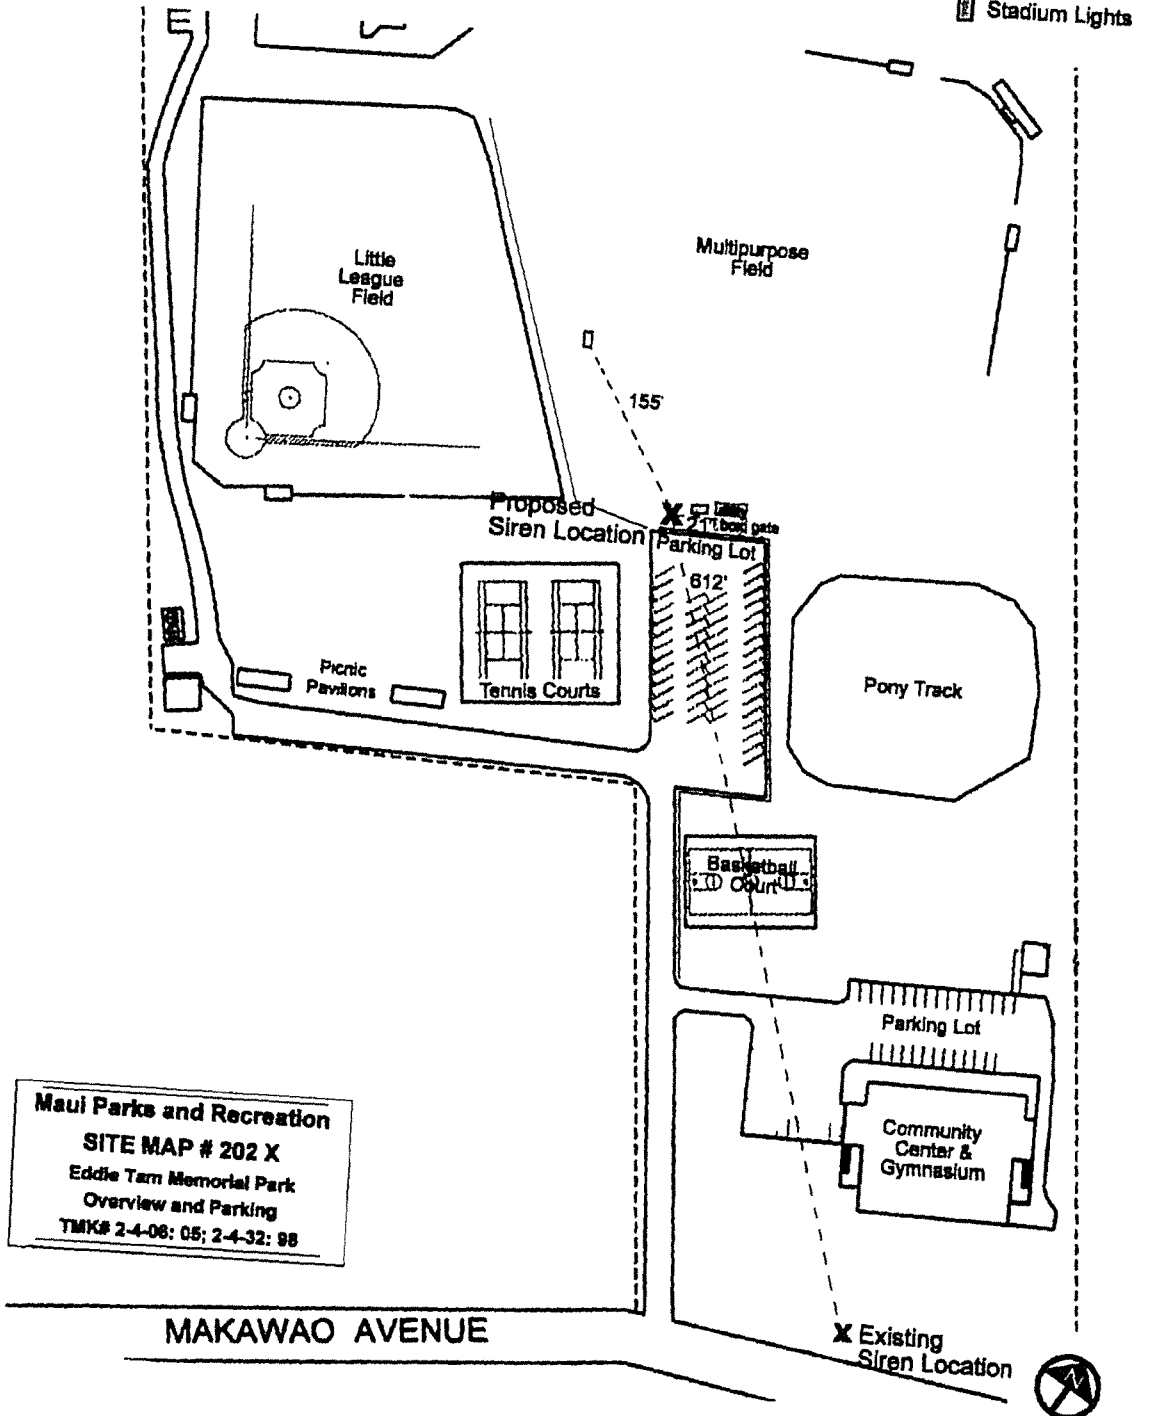 Stadium Lights
Little
League
Field
Multipurpose
Field
155'
Proposed
Siren Location
21'
gate
Parking Lot
612'
Picnic
Pavilions
Tennis Courts
Pony Track
Basketball
Court
Parking Lot
Community
Center &
Gymnasium
Maui Parks and Recreation
SITE MAP # 202 X
Eddie Tam Memorial Park
Overview and Parking
TMK# 2-4-06: 05; 2-4-32: 98
MAKAWAO AVENUE
X Existing
Siren Location
X
N